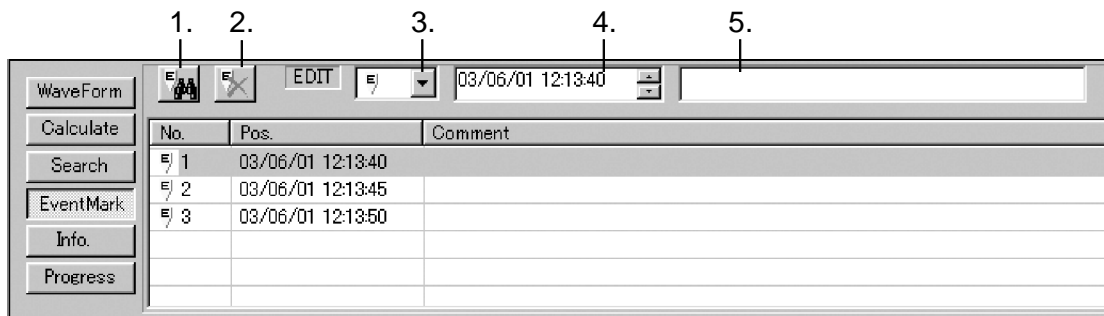 1. 2. 3. 4. 5.
WaveForm E E EDIT E 03/06/01 12:13:40
Calculate No. Pos. Comment
Search E 1 03/06/01 12:13:40
EventMark E 2 03/06/01 12:13:45
E 3 03/06/01 12:13:50
Info.
Progress